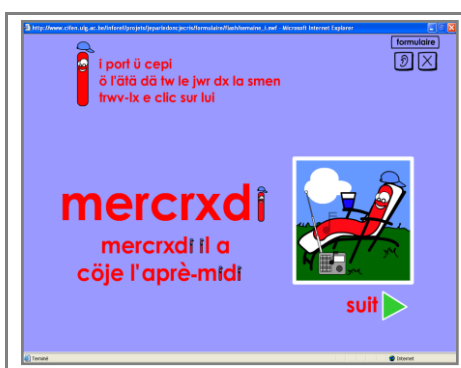 http://www.cifen.ulg.ac.be/inforef/projets/jeparledoncjecris/formulaire/flash/semaine_i.swf - Microsoft Internet Explorer
formulaire
i port ü cepi
ö l'ätä dä tw le jwr dx la smen
trwv-lx e clic sur lui
mercrxdi
mercrxdi il a
cöje l'aprè-midi
suit
Terminé
Internet